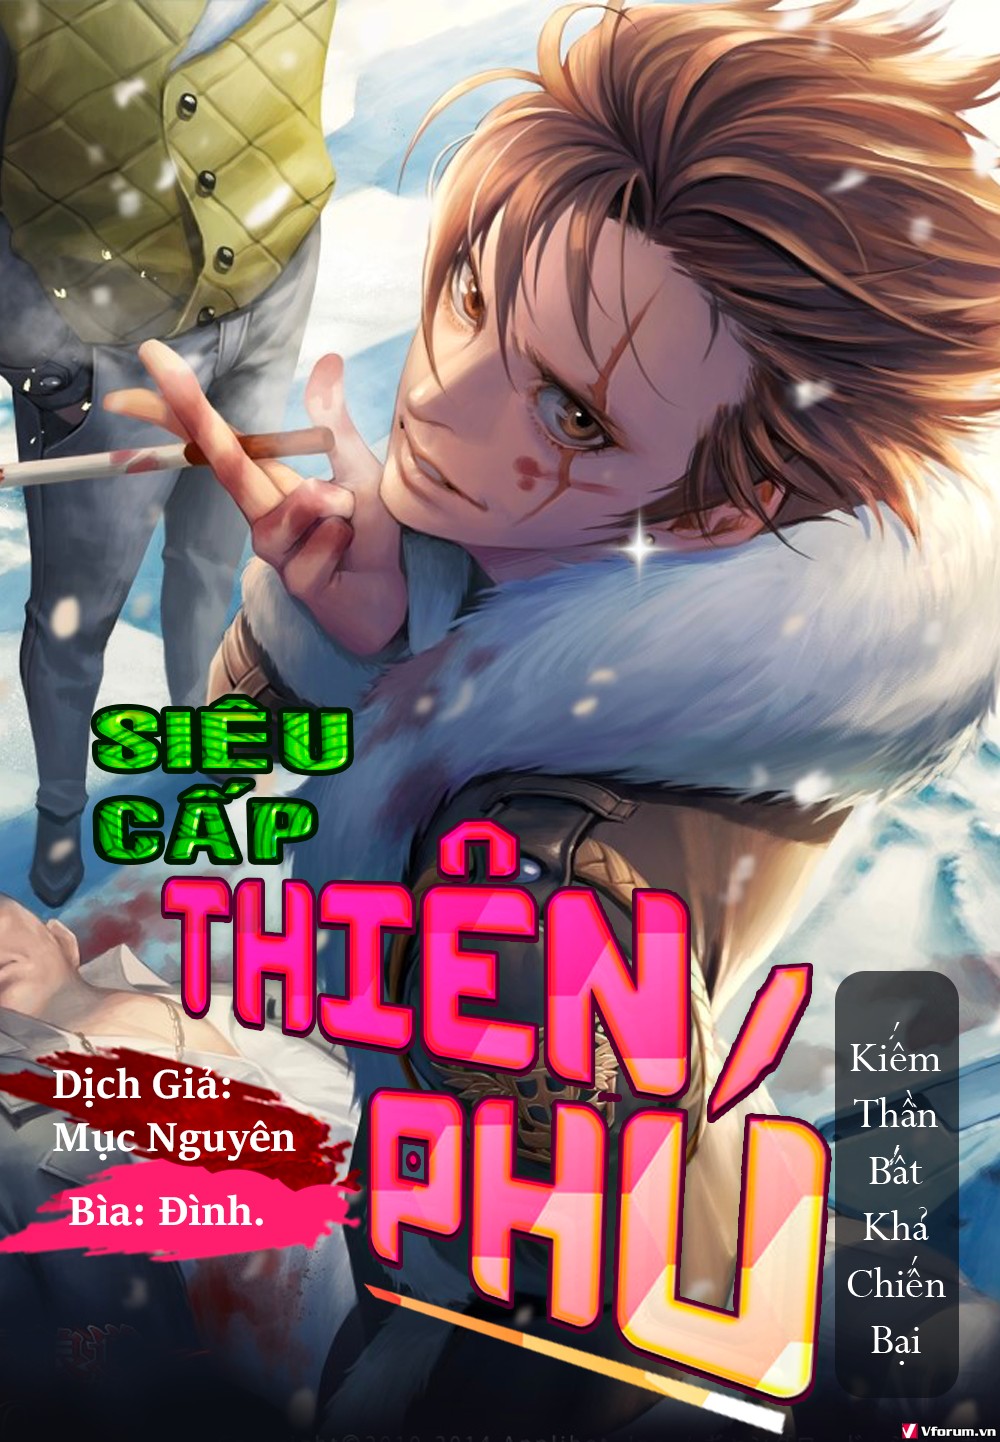 SIÊU
CẤP
THIÊN
PHÚ
Dịch Giả:
Mục Nguyên
Bìa: Đình.
Kiếm
Thần
Bất
Khả
Chiến
Bại
Vforum.vn